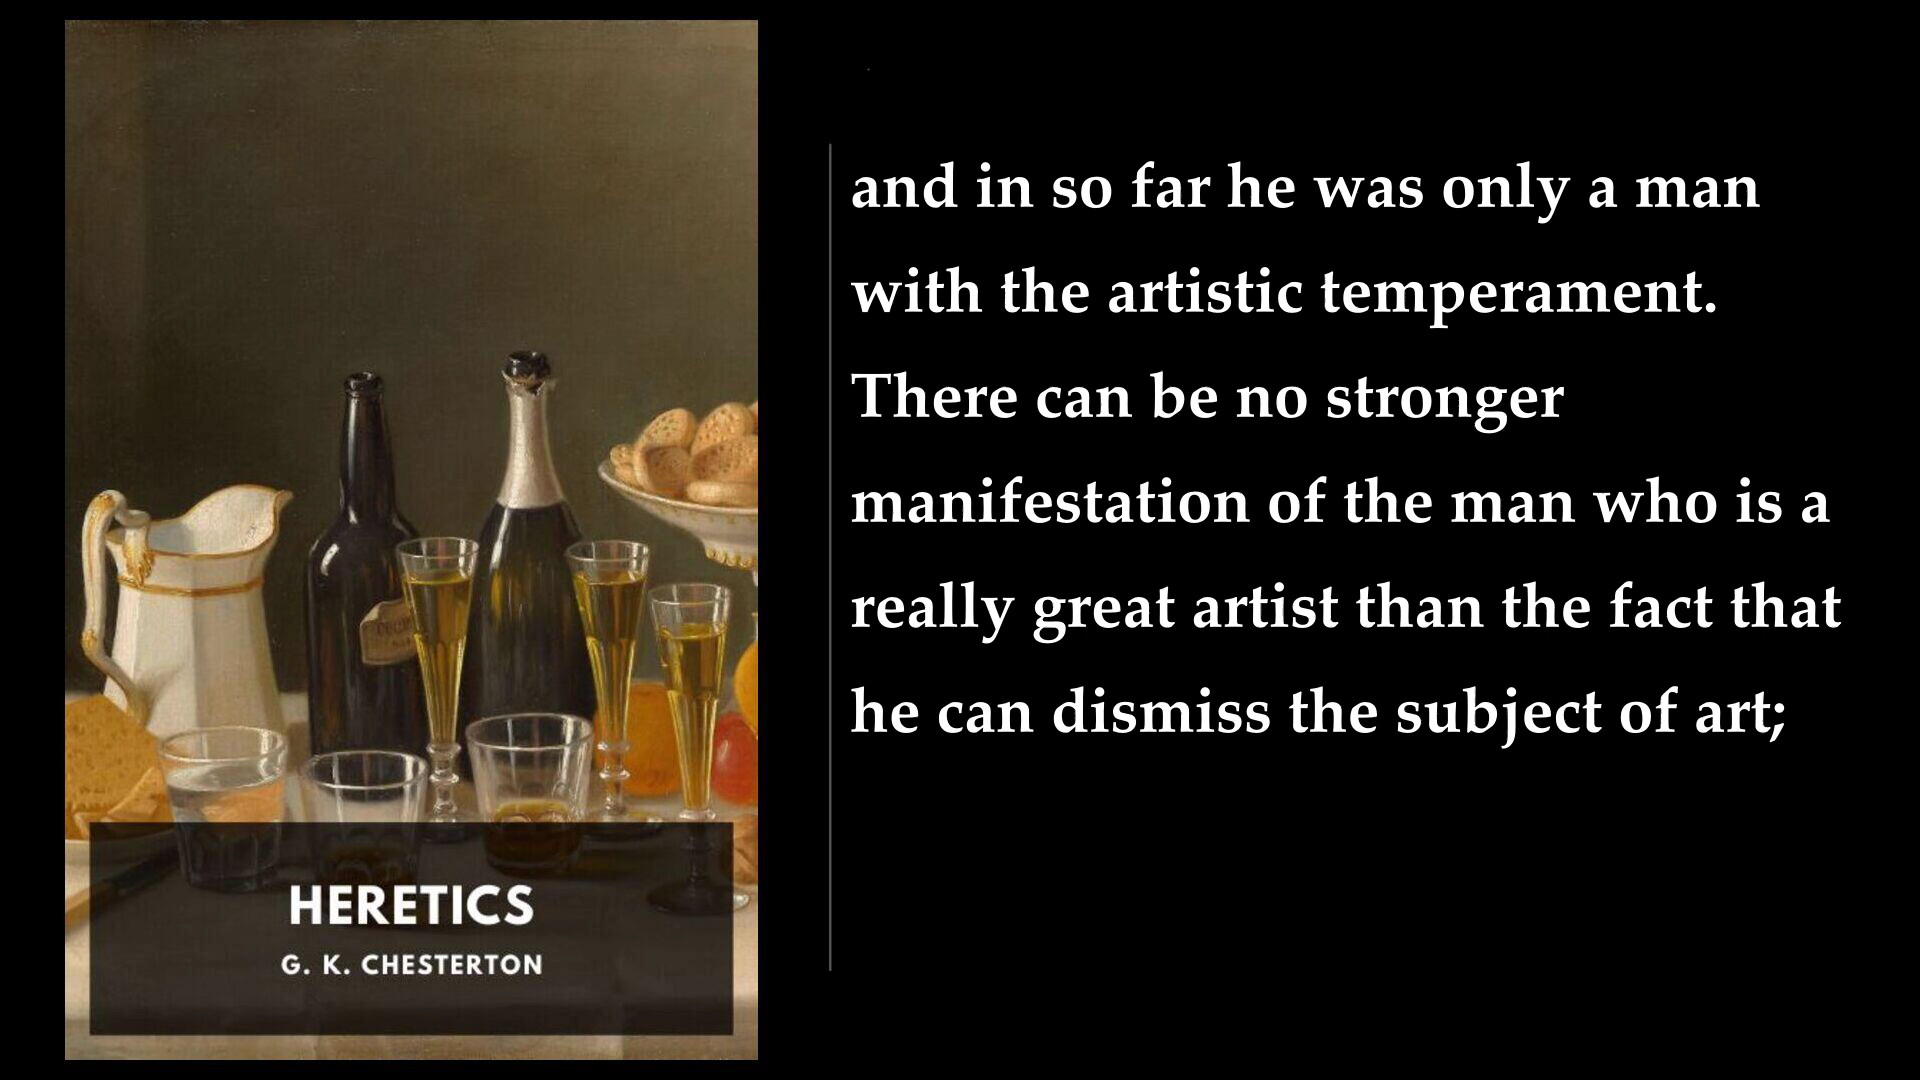 and in so far he was only a man
with the artistic temperament.
There can be no stronger
manifestation of the man who is a
really great artist than the fact that
he can dismiss the subject of art;
HERETICS
G. K. CHESTERTON